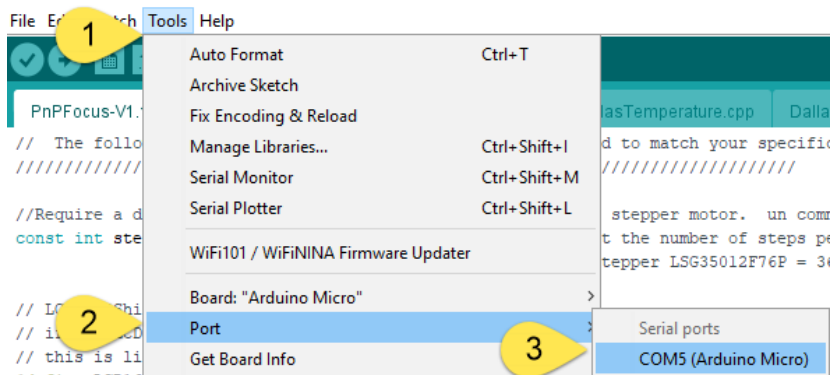 File Tools Help
1
Auto Format Ctrl+T
Archive Sketch
PnPFocus-V1. Fix Encoding & Reload lasTemperature.cpp Dalla
// The follo Manage Libraries... Ctrl+Shift+I d to match your specific
///////////// Serial Monitor Ctrl+Shift+M ////////////////////
//Require a d Serial Plotter Ctrl+Shift+L stepper motor. un comm
const int ste t the number of steps pe
WiFi101 / WiFiNINA Firmware Updater tepper LSG35012F76P = 36
Board: "Arduino Micro" >
2 Port Serial ports
// this is li Get Board Info 3 COM5 (Arduino Micro)